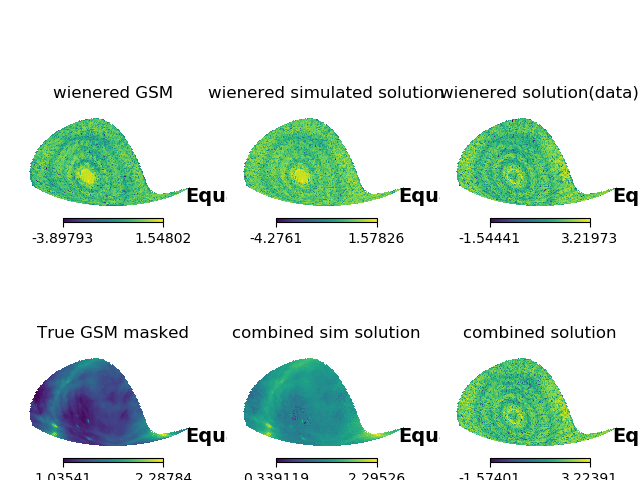 wienered GSM
wienered simulated solution
wienered solution(data)
Equ
Equ
Eq
-3.89793 1.54802
-4.2761 1.57826
-1.54441 3.21973
True GSM masked
combined sim solution
combined solution
Equ
Equ
Eq
1.03541 2.28784
0.339119 2.29526
-1.57401 3.22391